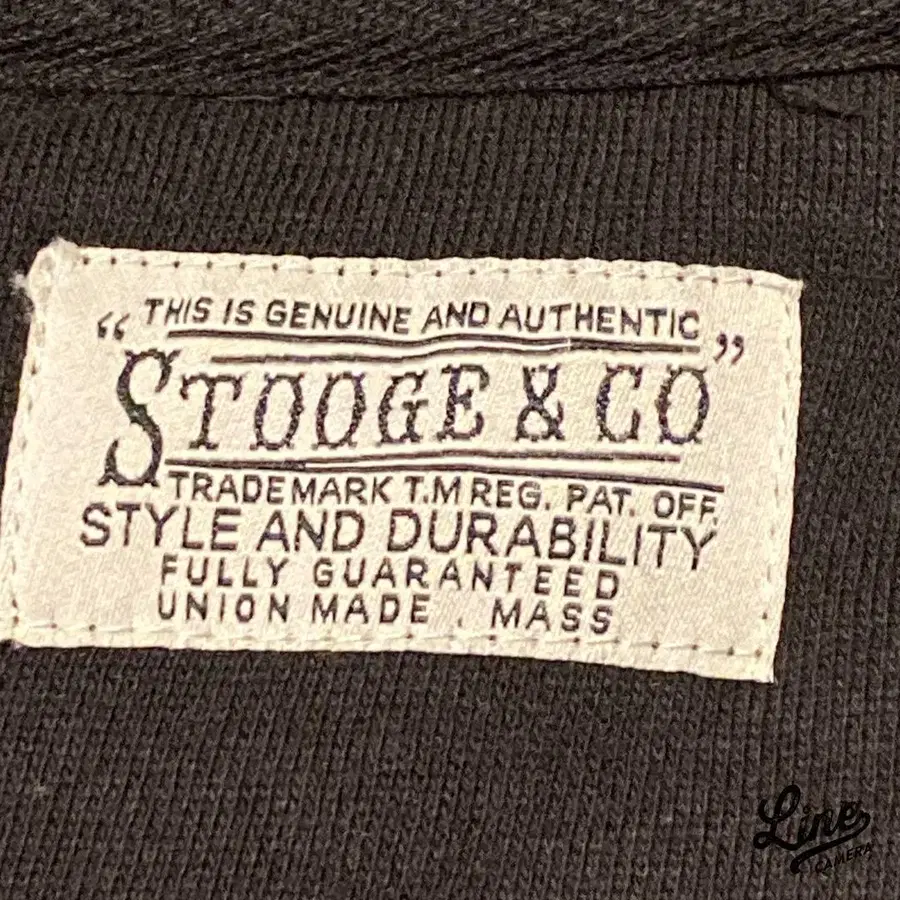 “THIS IS GENUINE AND AUTHENTIC”
STOOGE & CO
TRADEMARK T.M REG. PAT. OFF.
STYLE AND DURABILITY
FULLY GUARANTEED
UNION MADE . MASS
Line
CAMERA